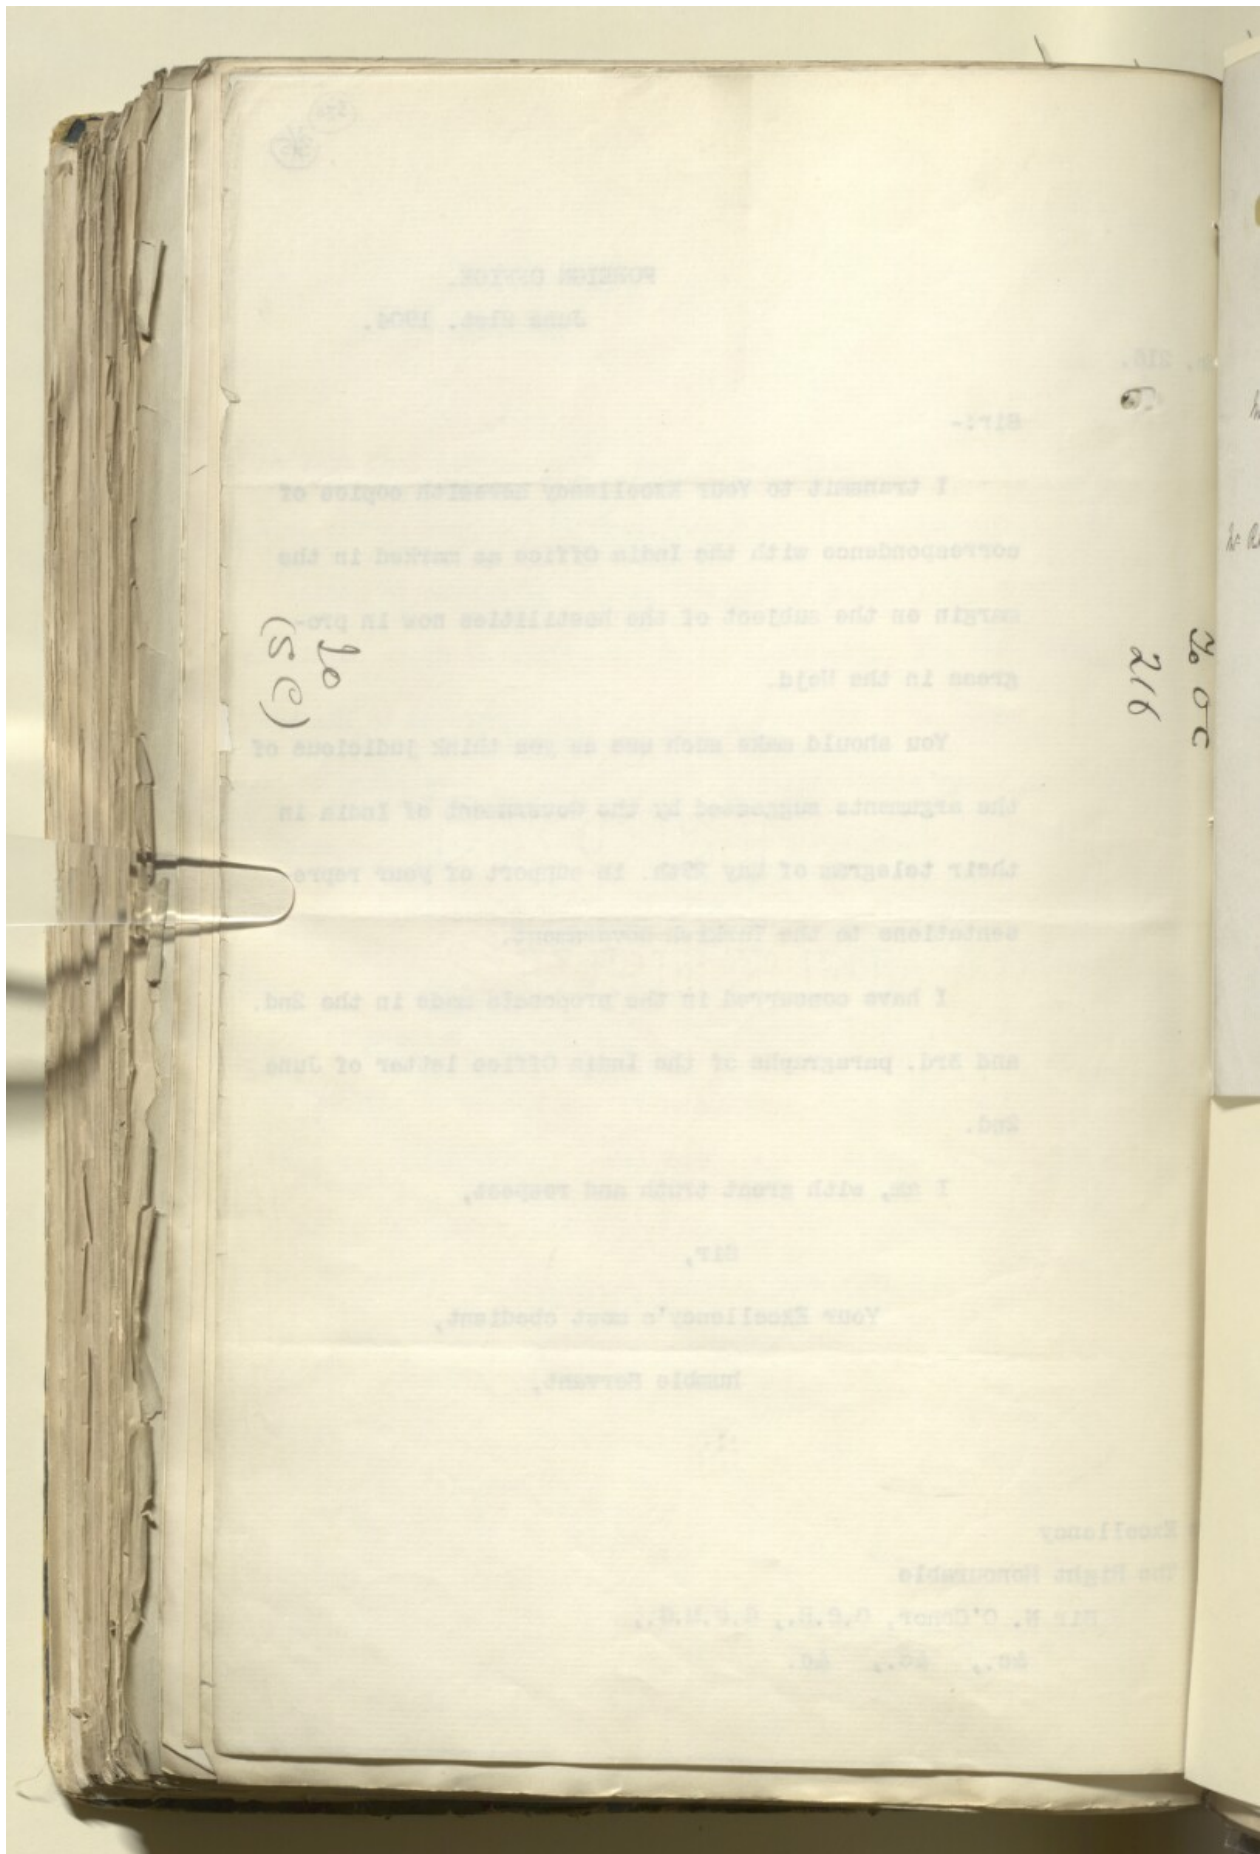 FOREIGN OFFICE.
June 21st, 1904.
216.
Sir:-
I transmit to Your Excellency herewith copies of
correspondence with the India Office as marked in the
margin on the subject of the hostilities now in pro-
gress in the Nejd.
You should make such use as you think judicious of
the arguments suggested by the Government of India in
their telegram of May in support of your repre
sentations to the Turkish Government.
I have concurred in the proposals made in the 2nd.
and 3rd. paragraphs of the India Office letter of June
2nd.
I am, with great truth and respect,
Sir,
Your Excellency's most obedient,
humble Servant,
Excellency
The Right Honourable
Sir N. O'Conor, G.C.B., G.C.M.G.,
&c., &c., &c.
To O'C
216
(S C)